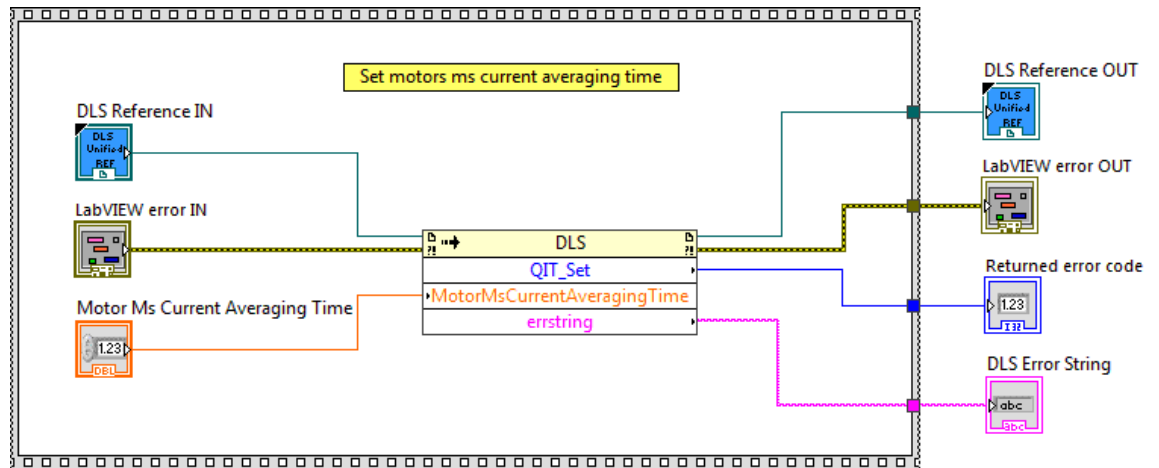 Set motors ms current averaging time
DLS Reference IN
DLS
Unified
REF
LabVIEW error IN
Motor Ms Current Averaging Time
1.23
DBL
?! DLS ?!
QIT_Set
MotorMsCurrentAveragingTime
errstring
DLS Reference OUT
DLS
Unified
REF
LabVIEW error OUT
Returned error code
1.23
I32
DLS Error String
abc
abc